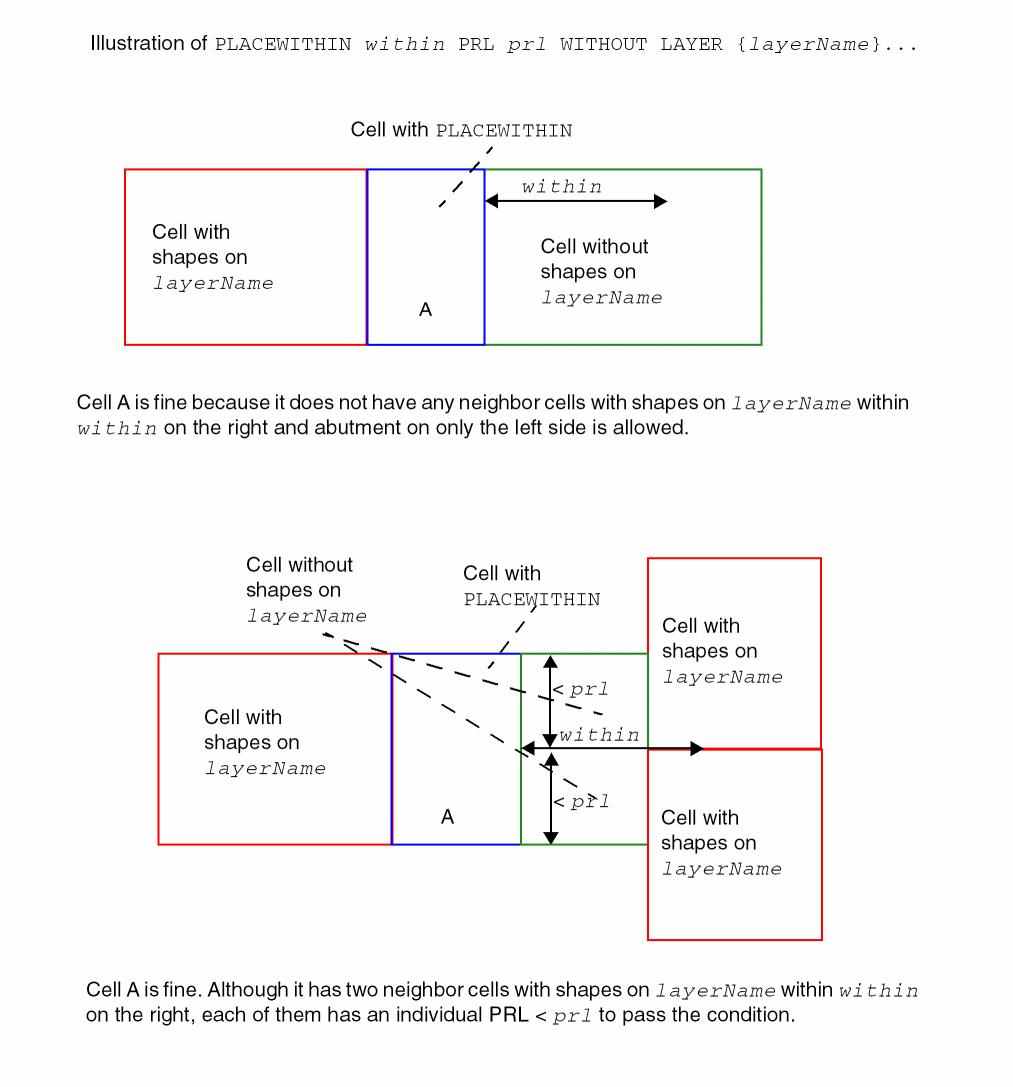 Illustration of PLACEWITHIN within PRL prl WITHOUT LAYER {layerName}...
Cell with PLACEWITHIN
within
Cell with
shapes on
layerName
Cell without
shapes on
layerName
A
Cell A is fine because it does not have any neighbor cells with shapes on layerName within
within on the right and abutment on only the left side is allowed.
Cell without
shapes on
layerName
Cell with
PLACEWITHIN
Cell with
shapes on
layerName
< prl
within
Cell with
shapes on
layerName
< prl
A
Cell with
shapes on
layerName
Cell A is fine. Although it has two neighbor cells with shapes on layerName within within
on the right, each of them has an individual PRL < prl to pass the condition.